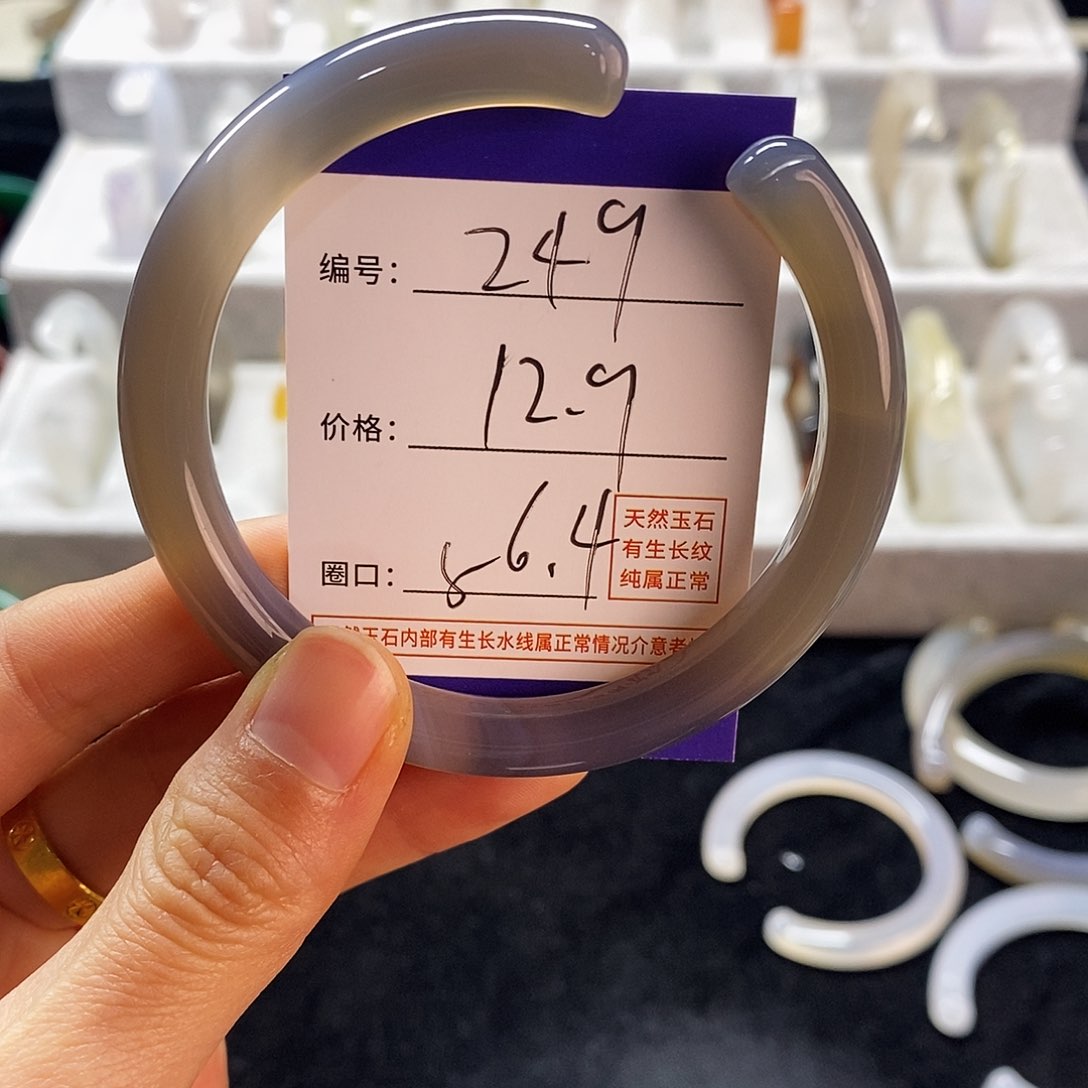 编号: 249
价格: 12.9
圈口: 56.4
天然玉石
有生长纹
纯属正常
玉石内部有生长水线属正常情况介意者